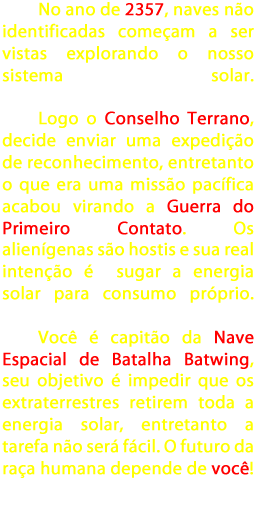 No ano de 2357, naves não
identificadas começam a ser
vistas explorando o nosso
sistema solar.
Logo o Conselho Terrano,
decide enviar uma expedição
de reconhecimento, entretanto
o que era uma missão pacífica
acabou virando a Guerra do
Primeiro Contato. Os
alienígenas são hostis e sua real
intenção é sugar a energia
solar para consumo próprio.
Você é capitão da Nave
Espacial de Batalha Batwing,
seu objetivo é impedir que os
extraterrestres retirem toda a
energia solar, entretanto a
tarefa não será fácil. O futuro da
raça humana depende de você!